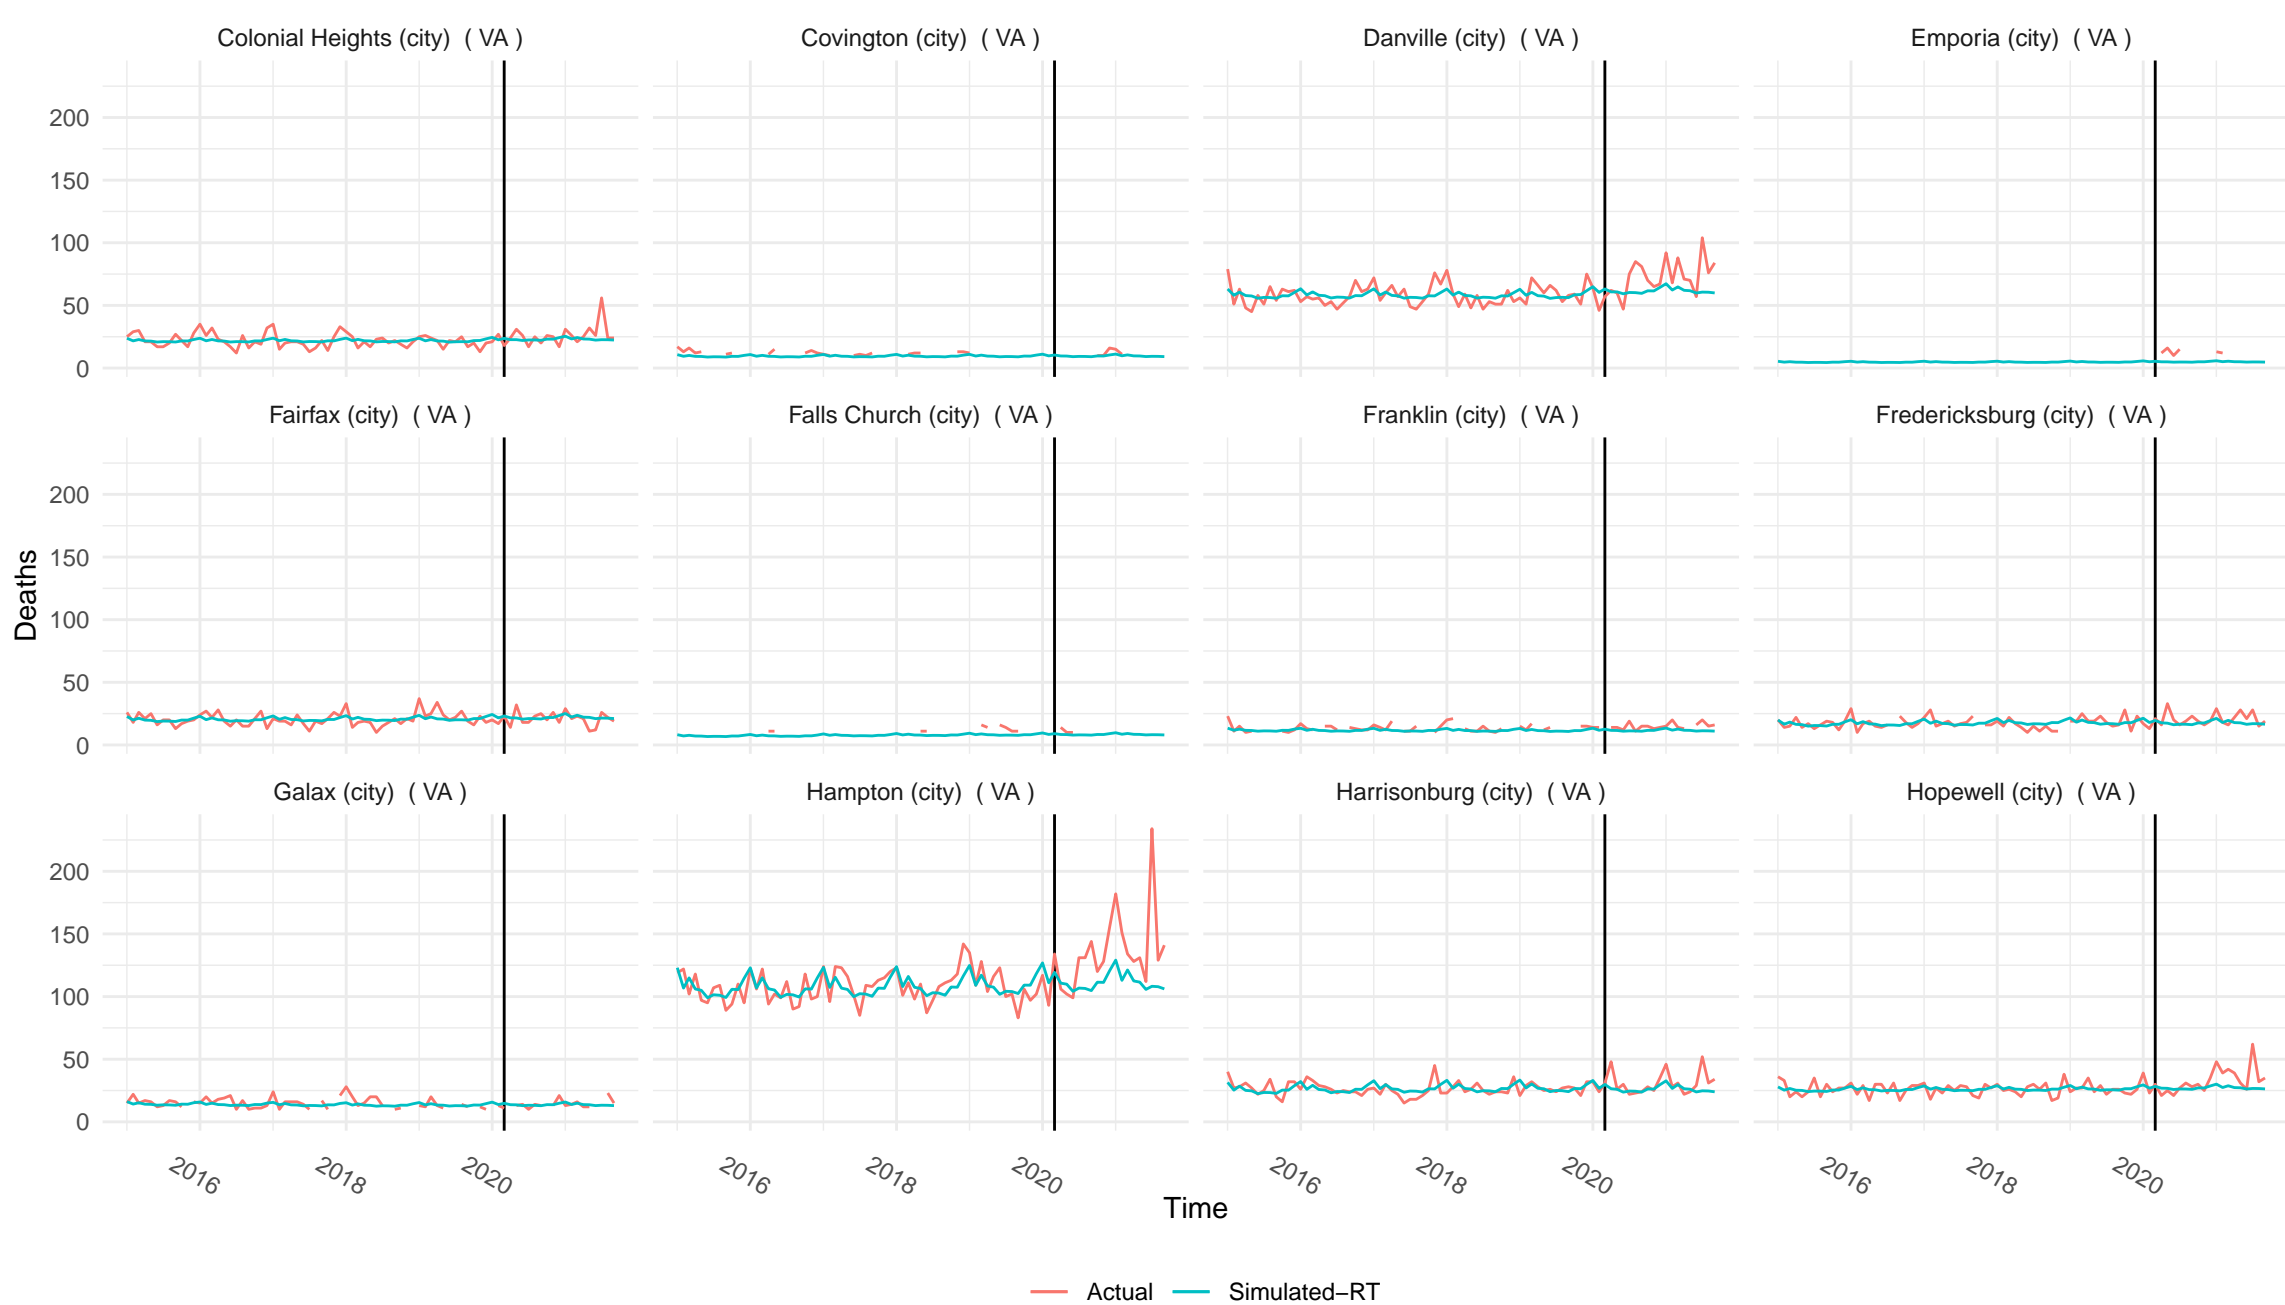 Colonial Heights (city)  ( VA )
Covington (city)  ( VA )
Danville (city)  ( VA )
Emporia (city)  ( VA )
200
150
100
50
0
Fairfax (city)  ( VA )
Falls Church (city)  ( VA )
Franklin (city)  ( VA )
Fredericksburg (city)  ( VA )
200
150
100
50
0
Deaths
Galax (city)  ( VA )
Hampton (city)  ( VA )
Harrisonburg (city)  ( VA )
Hopewell (city)  ( VA )
200
150
100
50
0
2016 2018 2020
2016 2018 2020
2016 2018 2020
2016 2018 2020
Time
Actual
Simulated−RT